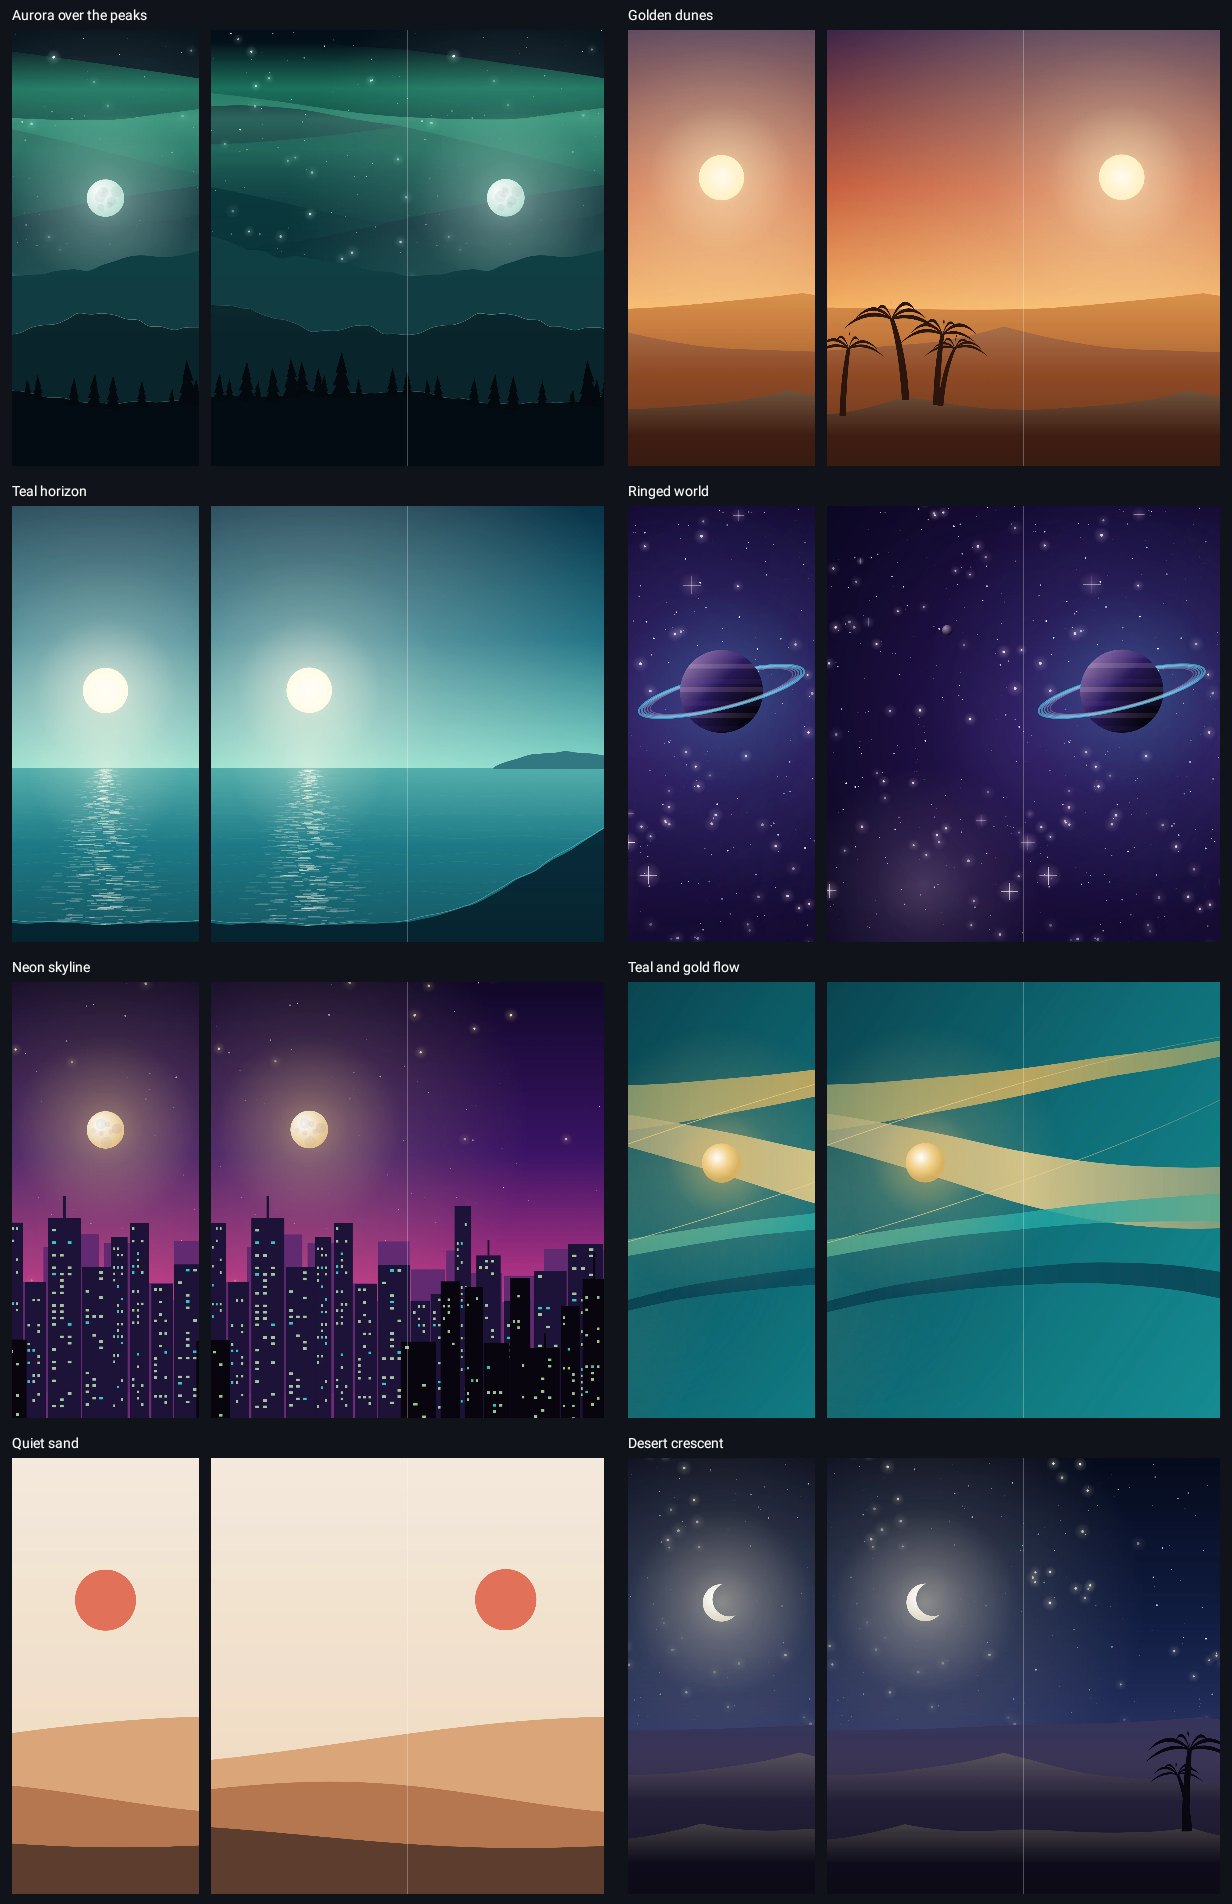 Aurora over the peaks
Golden dunes
Teal horizon
Ringed world
Neon skyline
Teal and gold flow
Quiet sand
Desert crescent